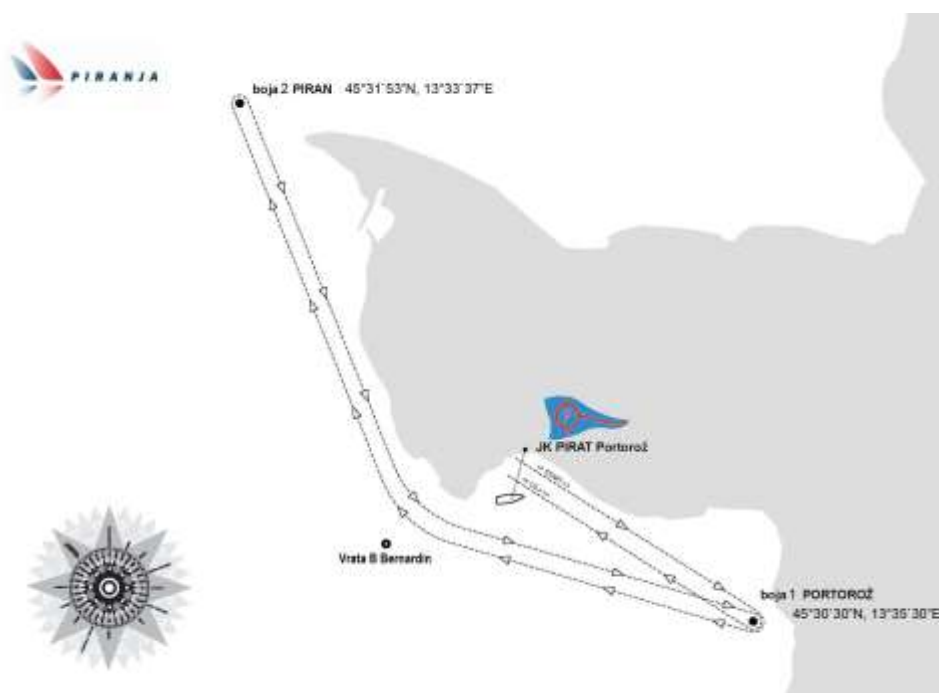 PIRANJA
boja 2 PIRAN 45°31´53"N, 13°33'37"E
JK PIRAT Portorož
Vrata B Bernardin
boja 1 PORTOROŽ
45°30´30"N, 13°35´30"E